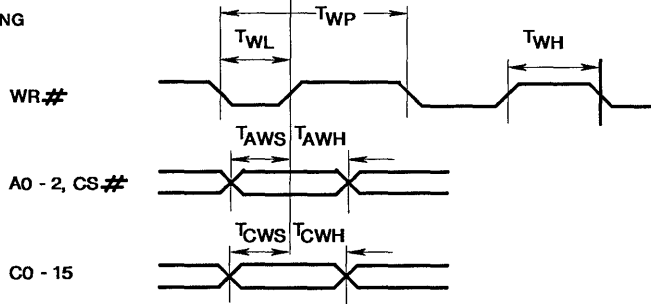 NG
TWP
TWL
TWH
WR#
TAWS TAWH
A0 - 2, CS#
TCWS TCWH
C0 - 15